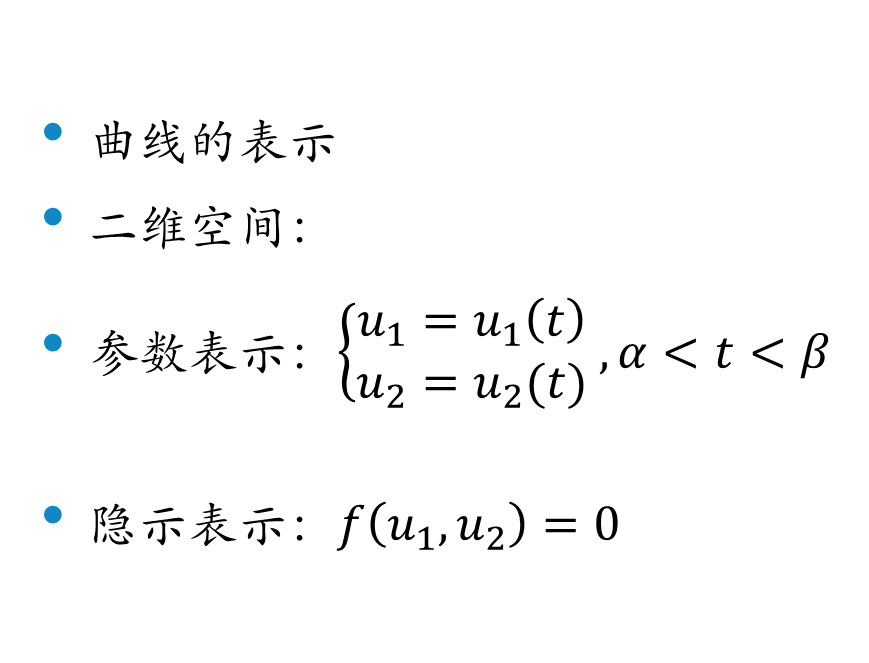 • 曲线的表示
• 二维空间：
• 参数表示：{u₁ = u₁(t)
u₂ = u₂(t) , α < t < β
• 隐示表示：f(u₁, u₂) = 0